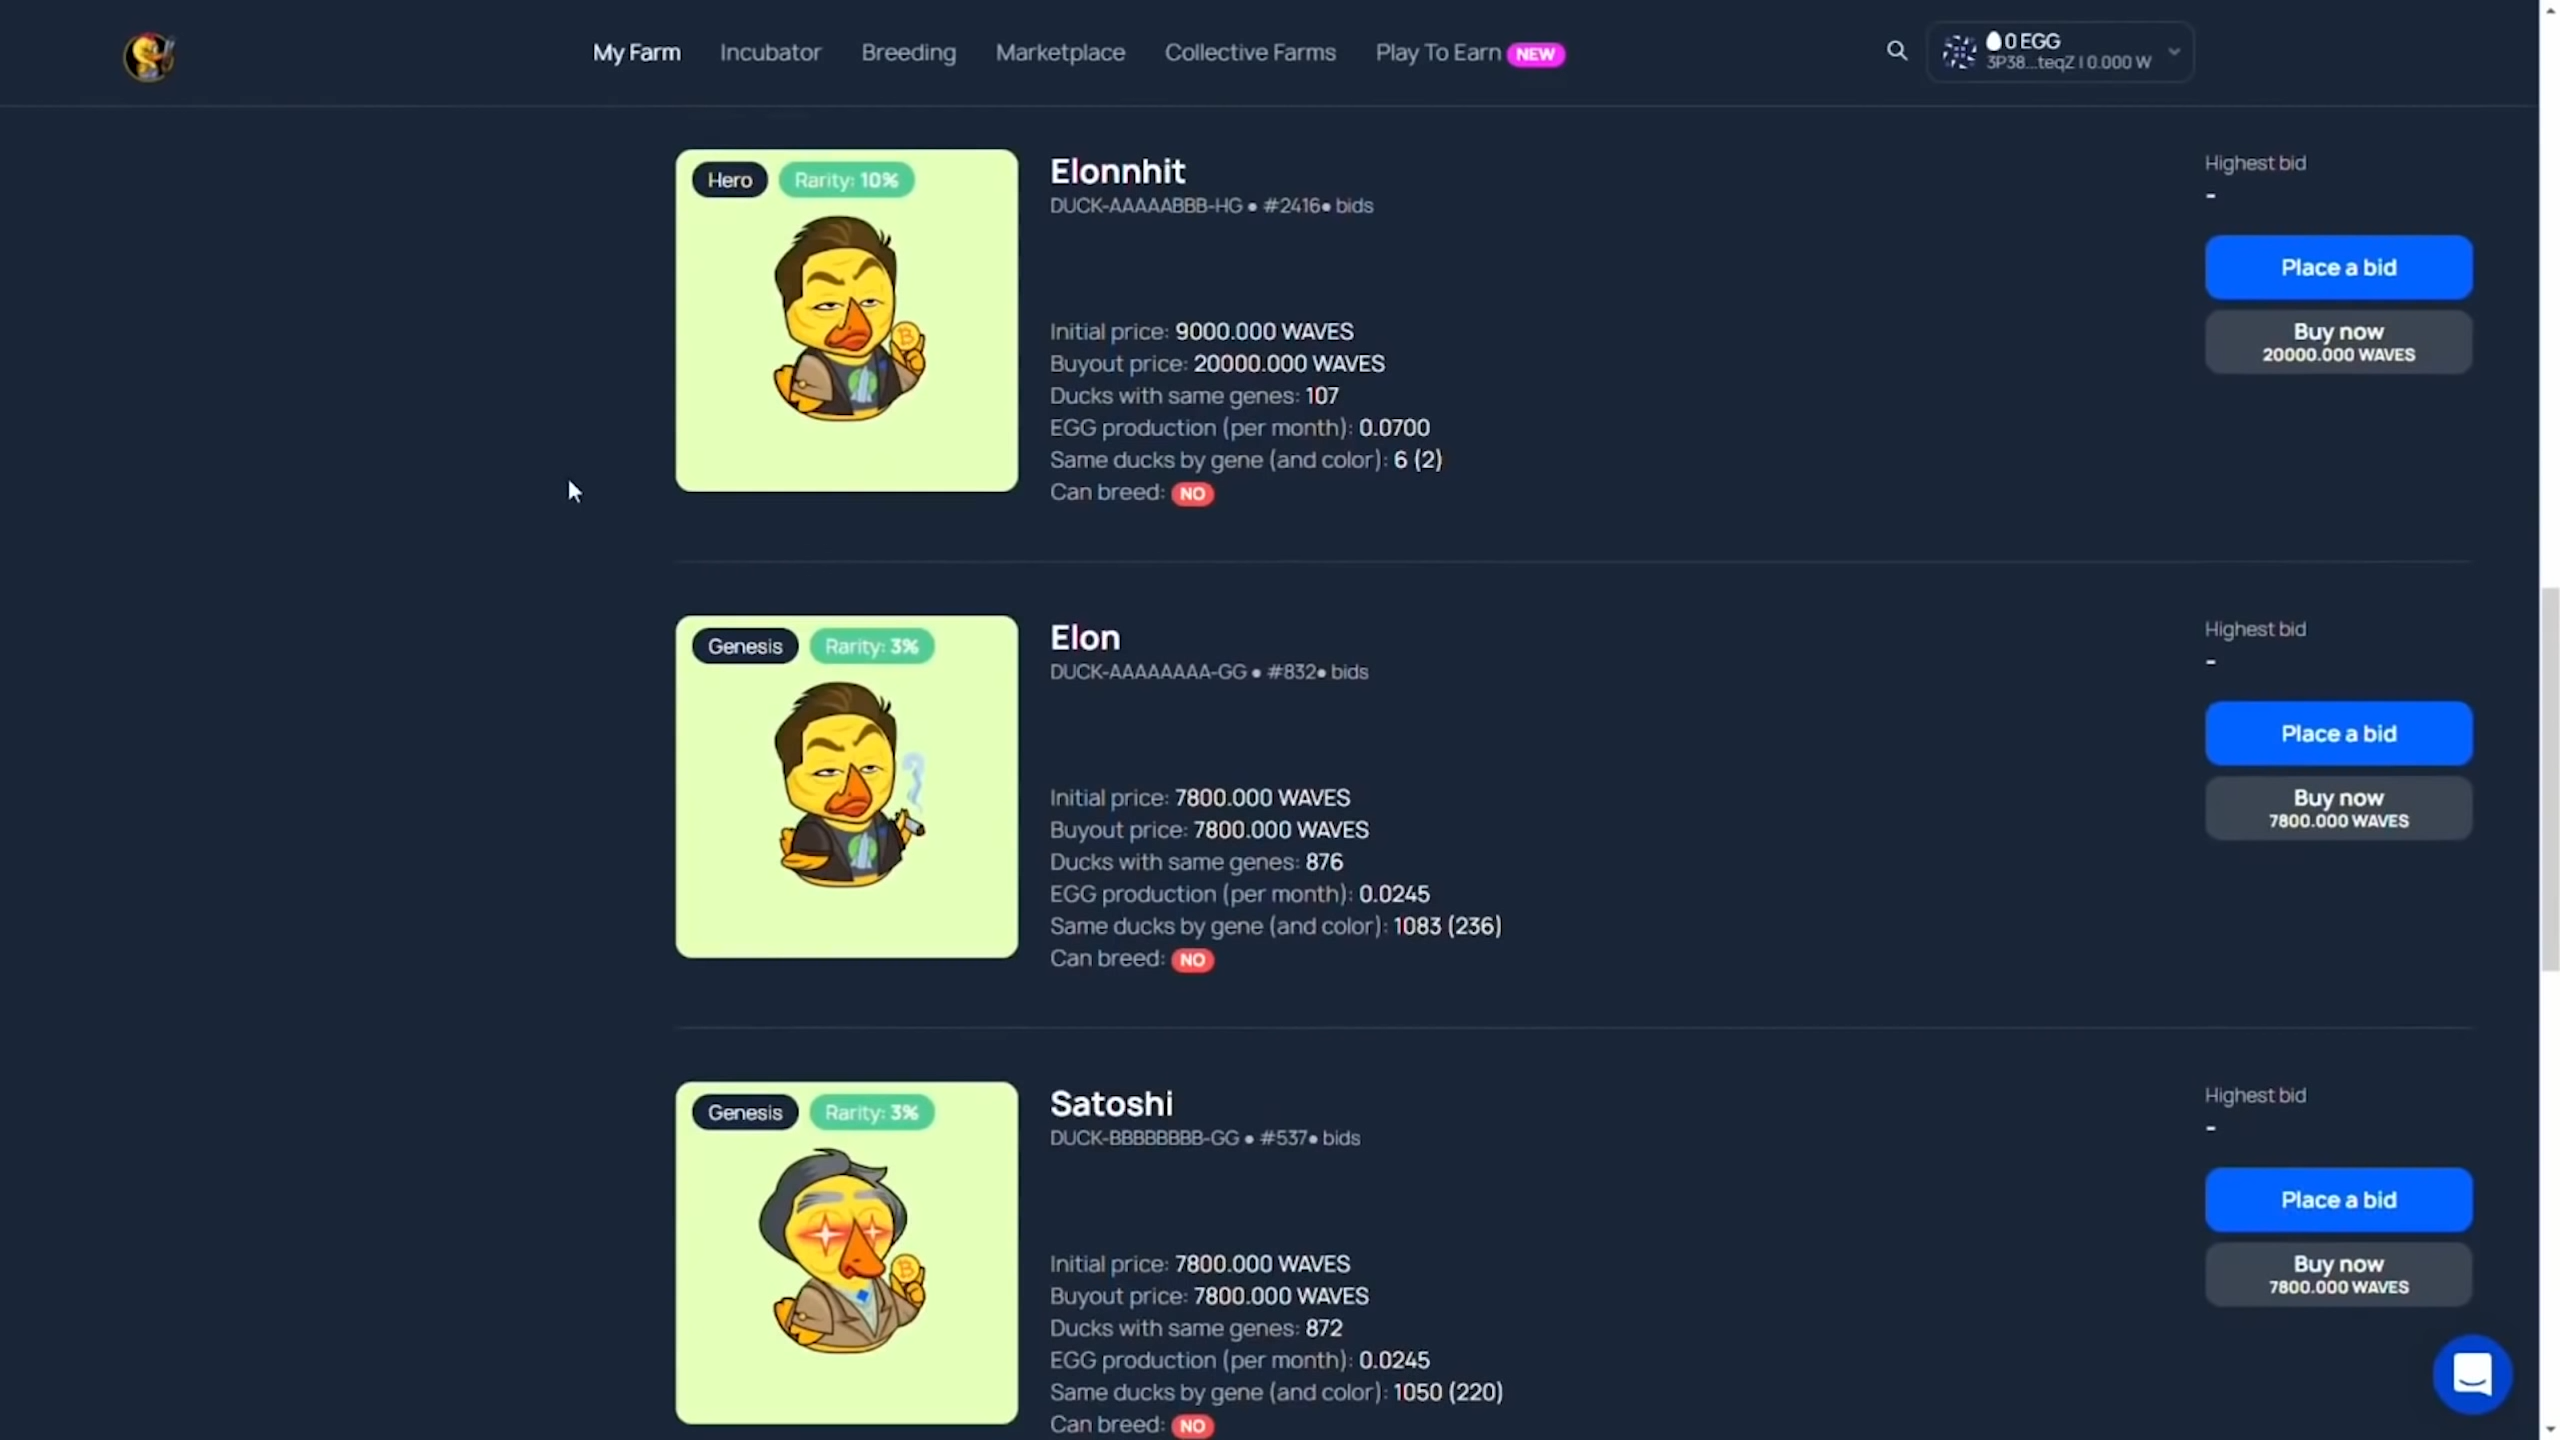 My Farm Incubator Breeding Marketplace Collective Farms Play To Earn NEW
0 EGG
3P38...teqZ | 0.000 W
Hero Rarity: 10%
Elonnhit
DUCK-AAAAABBB-HG • #2416• bids
Initial price: 9000.000 WAVES
Buyout price: 20000.000 WAVES
Ducks with same genes: 107
EGG production (per month): 0.0700
Same ducks by gene (and color): 6 (2)
Can breed: NO
Highest bid
-
Place a bid
Buy now
20000.000 WAVES
Genesis Rarity: 3%
Elon
DUCK-AAAAAAAA-GG • #832• bids
Initial price: 7800.000 WAVES
Buyout price: 7800.000 WAVES
Ducks with same genes: 876
EGG production (per month): 0.0245
Same ducks by gene (and color): 1083 (236)
Can breed: NO
Highest bid
-
Place a bid
Buy now
7800.000 WAVES
Genesis Rarity: 3%
Satoshi
DUCK-BBBBBBBB-GG • #537• bids
Initial price: 7800.000 WAVES
Buyout price: 7800.000 WAVES
Ducks with same genes: 872
EGG production (per month): 0.0245
Same ducks by gene (and color): 1050 (220)
Can breed: NO
Highest bid
-
Place a bid
Buy now
7800.000 WAVES